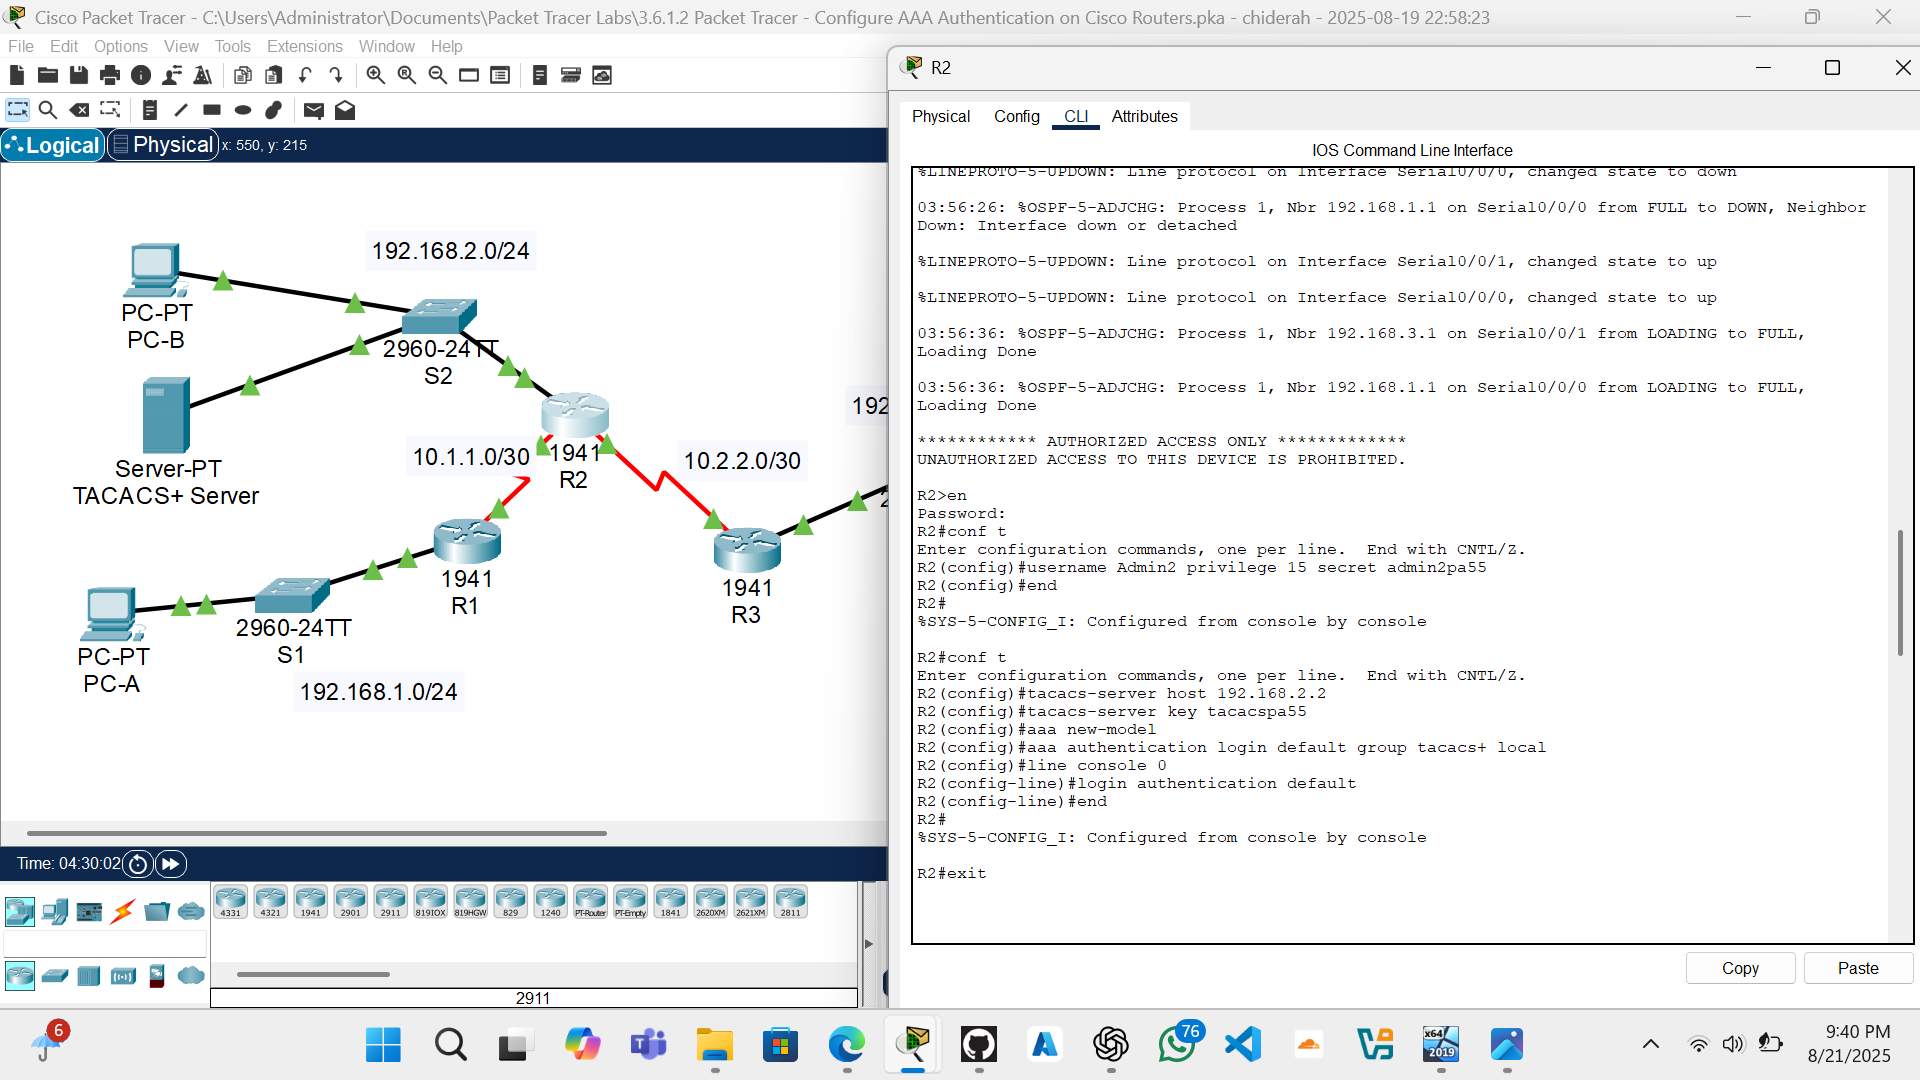 Cisco Packet Tracer - C:\Users\Administrator\Documents\Packet Tracer Labs\3.6.1.2 Packet Tracer - Configure AAA Authentication on Cisco Routers.pka - chiderah - 2025-08-19 22:58:23
File Edit Options View Tools Extensions Window Help
Logical Physical x: 550, y: 215
192.168.2.0/24
PC-PT
PC-B
2960-24TT
S2
Server-PT
TACACS+ Server
10.1.1.0/30
1941
R2
10.2.2.0/30
192
2
1941
R1
1941
R3
2960-24TT
S1
PC-PT
PC-A
192.168.1.0/24
Time: 04:30:02
4331 4321 1941 2901 2911 819IOX 819HGW 829 1240 PT-Router PT-Empty 1841 2620XM 2621XM 2811
2911
R2
Physical Config CLI Attributes
IOS Command Line Interface
%LINEPROTO-5-UPDOWN: Line protocol on Interface Serial0/0/0, changed state to down
03:56:26: %OSPF-5-ADJCHG: Process 1, Nbr 192.168.1.1 on Serial0/0/0 from FULL to DOWN, Neighbor
Down: Interface down or detached
%LINEPROTO-5-UPDOWN: Line protocol on Interface Serial0/0/1, changed state to up
%LINEPROTO-5-UPDOWN: Line protocol on Interface Serial0/0/0, changed state to up
03:56:36: %OSPF-5-ADJCHG: Process 1, Nbr 192.168.3.1 on Serial0/0/1 from LOADING to FULL,
Loading Done
03:56:36: %OSPF-5-ADJCHG: Process 1, Nbr 192.168.1.1 on Serial0/0/0 from LOADING to FULL,
Loading Done
************ AUTHORIZED ACCESS ONLY *************
UNAUTHORIZED ACCESS TO THIS DEVICE IS PROHIBITED.
R2>en
Password:
R2#conf t
Enter configuration commands, one per line.  End with CNTL/Z.
R2(config)#username Admin2 privilege 15 secret admin2pa55
R2(config)#end
R2#
%SYS-5-CONFIG_I: Configured from console by console
R2#conf t
Enter configuration commands, one per line.  End with CNTL/Z.
R2(config)#tacacs-server host 192.168.2.2
R2(config)#tacacs-server key tacacspa55
R2(config)#aaa new-model
R2(config)#aaa authentication login default group tacacs+ local
R2(config)#line console 0
R2(config-line)#login authentication default
R2(config-line)#end
R2#
%SYS-5-CONFIG_I: Configured from console by console
R2#exit
Copy Paste
6
76
x64
2019
9:40 PM
8/21/2025